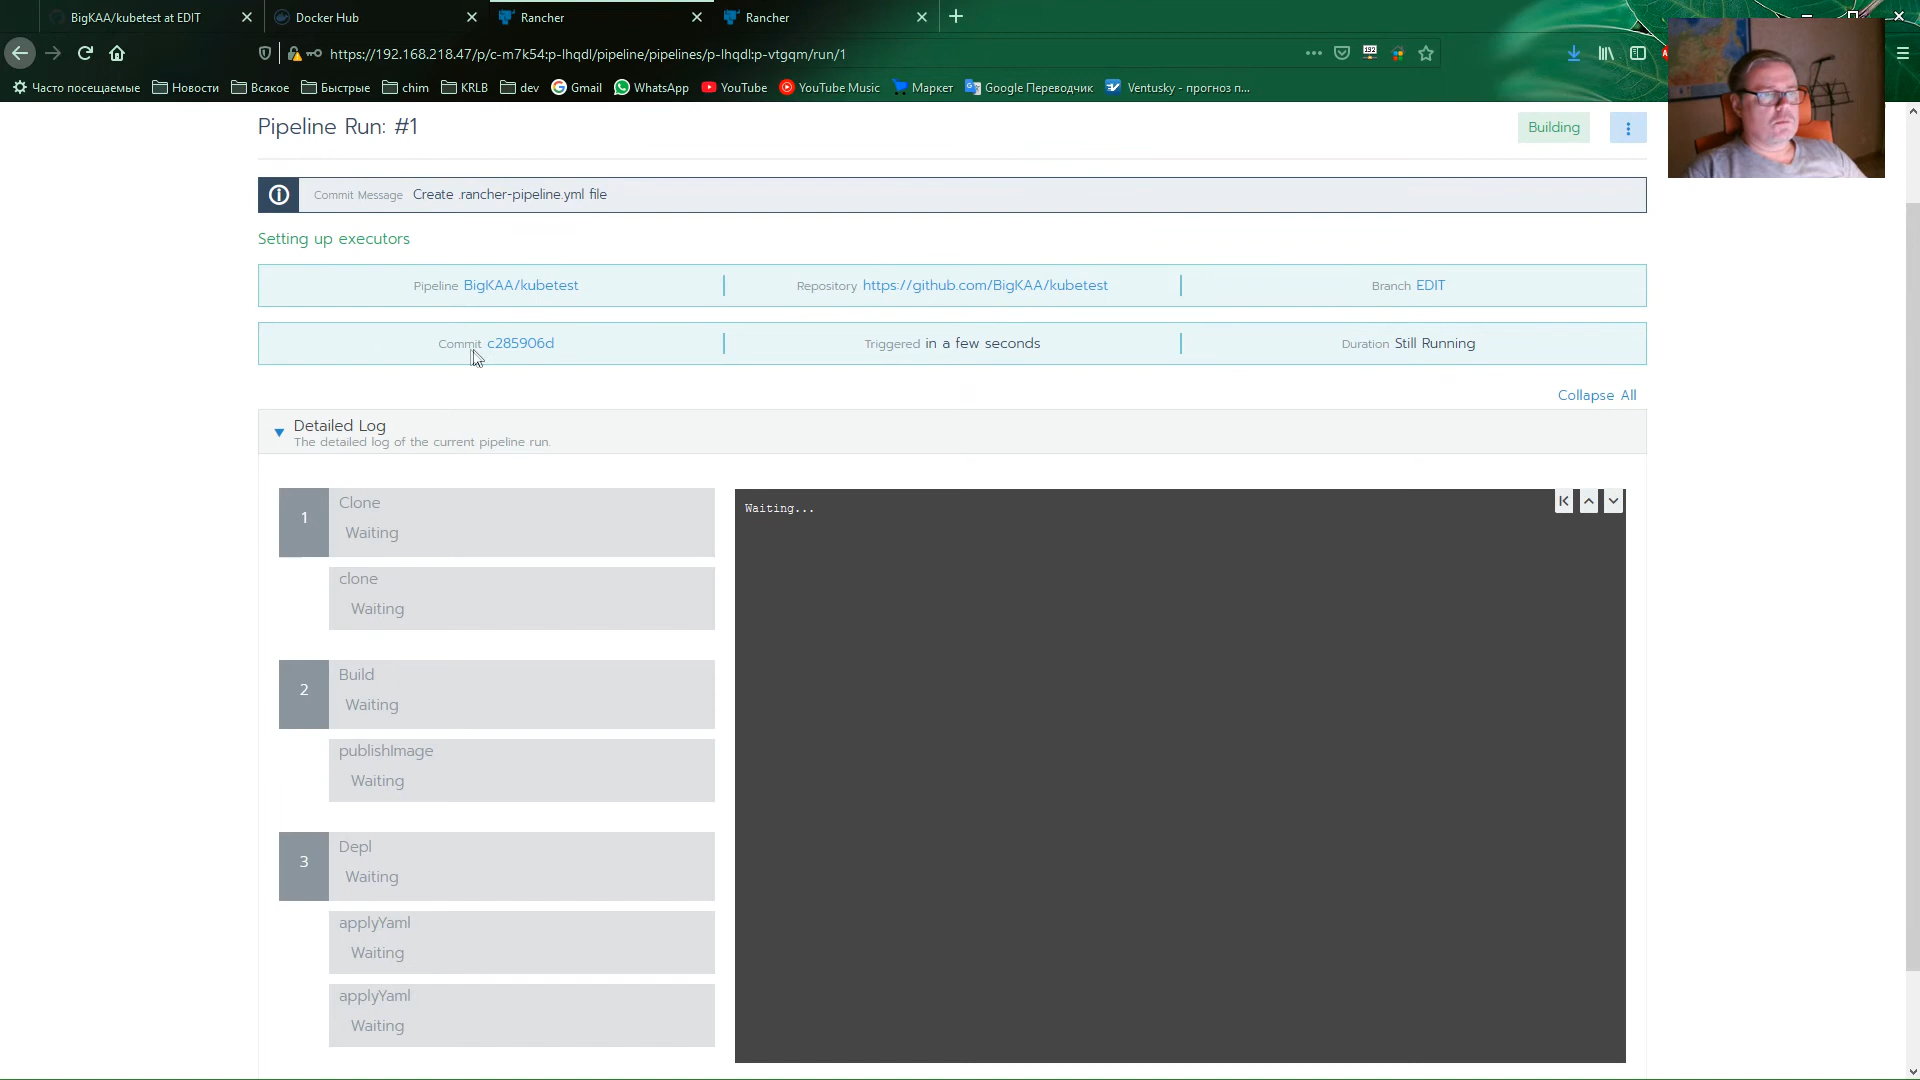 BigKAA/kubetest at EDIT
Docker Hub
Rancher
Rancher
https://192.168.218.47/p/c-m7k54:p-lhqdl/pipeline/pipelines/p-lhqdl:p-vtgqm/run/1
Часто посещаемые
Новости
Всякое
Быстрые
chim
KRLB
dev
Gmail
WhatsApp
YouTube
YouTube Music
Маркет
Google Переводчик
Ventusky - прогноз п...
Pipeline Run: #1
Building
Commit Message Create .rancher-pipeline.yml file
Setting up executors
Pipeline BigKAA/kubetest
Repository https://github.com/BigKAA/kubetest
Branch EDIT
Commit c285906d
Triggered in a few seconds
Duration Still Running
Collapse All
Detailed Log
The detailed log of the current pipeline run.
1
Clone
Waiting
clone
Waiting
2
Build
Waiting
publishImage
Waiting
3
Depl
Waiting
applyYaml
Waiting
applyYaml
Waiting
Waiting...